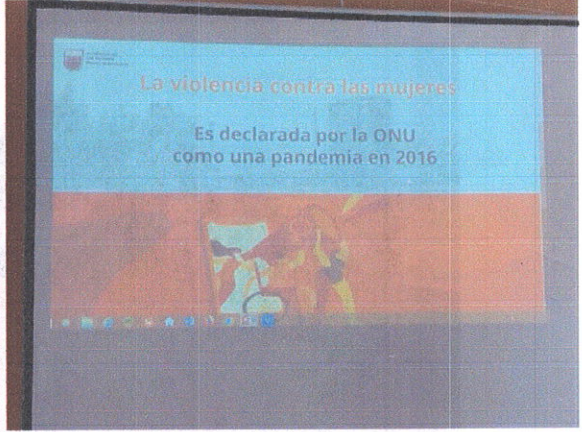 La violencia contra las mujeres
Es declarada por la ONU
como una pandemia en 2016